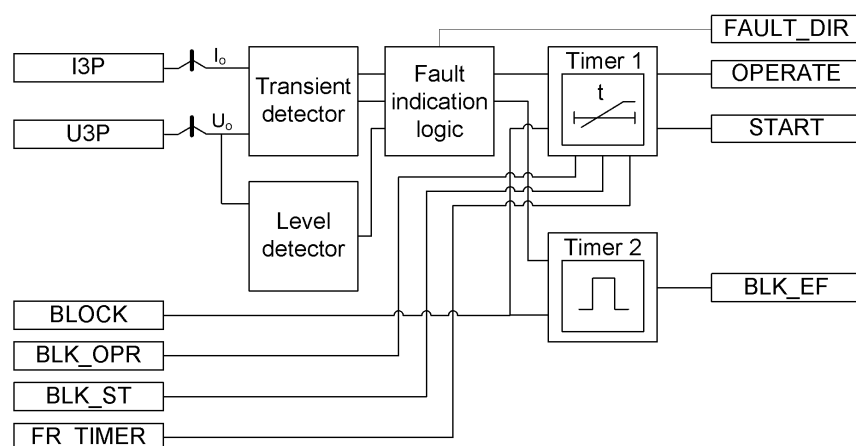 FAULT_DIR
I3P
Io
Transient
detector
Fault
indication
logic
Timer 1
t
OPERATE
U3P
Uo
START
Level
detector
Timer 2
BLK_EF
BLOCK
BLK_OPR
BLK_ST
FR_TIMER